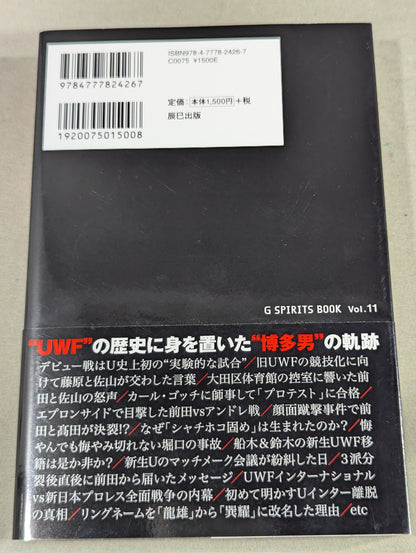 ISBN978-4-7778-2426-7
C0075 ¥1500E
9784777824267
定価：本体1,500円+税
辰巳出版
1920075015008
G SPIRITS BOOK Vol.11
“UWF”の歴史に身を置いた“博多男”の軌跡
デビュー戦はU史上初の“実験的な試合”／旧UWFの競技化に向
けて藤原と佐山が交わした言葉／大田区体育館の控室に響いた前
田と佐山の怒声／カール・ゴッチに師事して「プロテスト」に合格／
エプロンサイドで目撃した前田vsアンドレ戦／顔面蹴撃事件で前
田と髙田が決裂!?／なぜ「シャチホコ固め」は生まれたのか?／悔
やんでも悔やみ切れない堀口の事故／船木&鈴木の新生UWF移
籍は是か非か?／新生Uのマッチメーク会議が紛糾した日／3派分
裂後直後に前田から届いたメッセージ／UWFインターナショナル
vs新日本プロレス全面戦争の内幕／初めて明かすUインター離脱
の真相／リングネームを「龍雄」から「巽耀」に改名した理由／etc